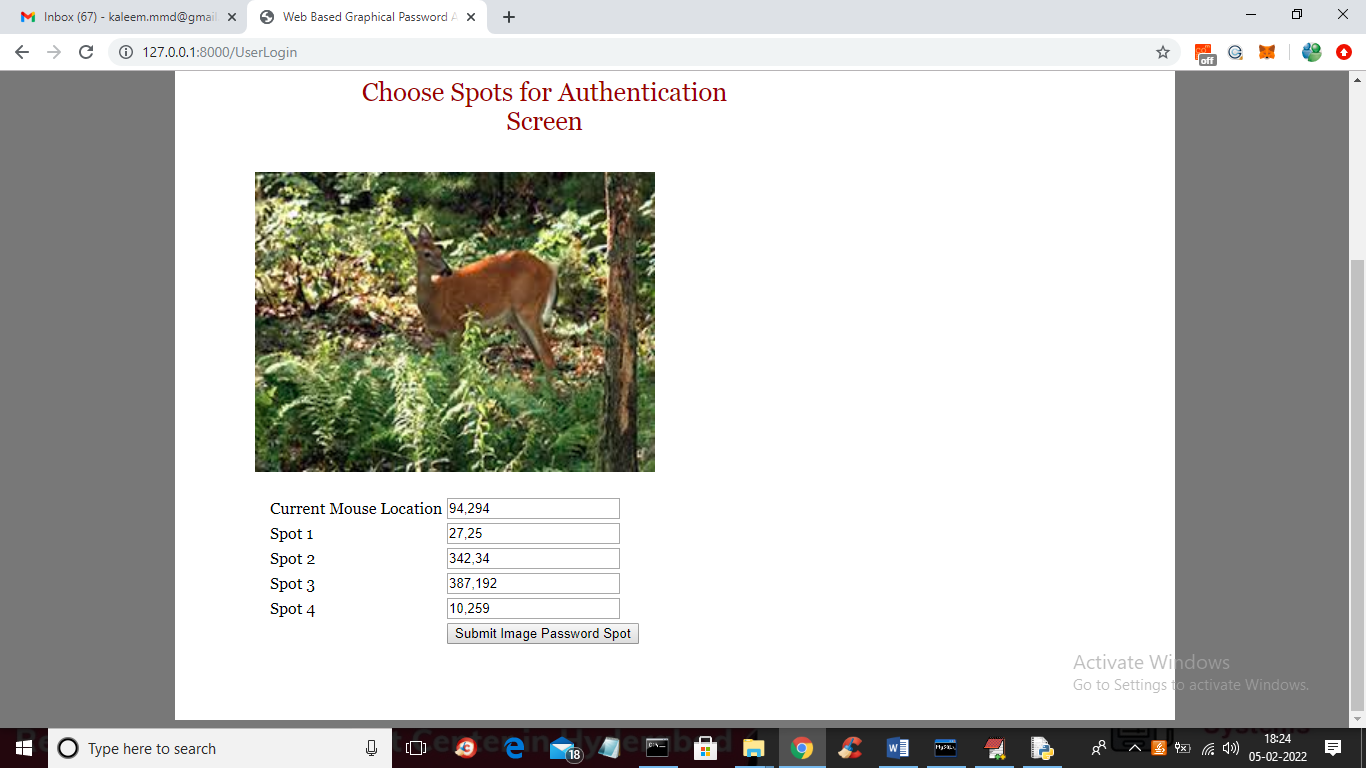 Inbox (67) - kaleem.mmd@gmai
Web Based Graphical Password A
127.0.0.1:8000/UserLogin
off
Choose Spots for Authentication
Screen
Current Mouse Location 94,294
Spot 1 27,25
Spot 2 342,34
Spot 3 387,192
Spot 4 10,259
Submit Image Password Spot
Activate Windows
Go to Settings to activate Windows.
Type here to search
18
18:24
05-02-2022